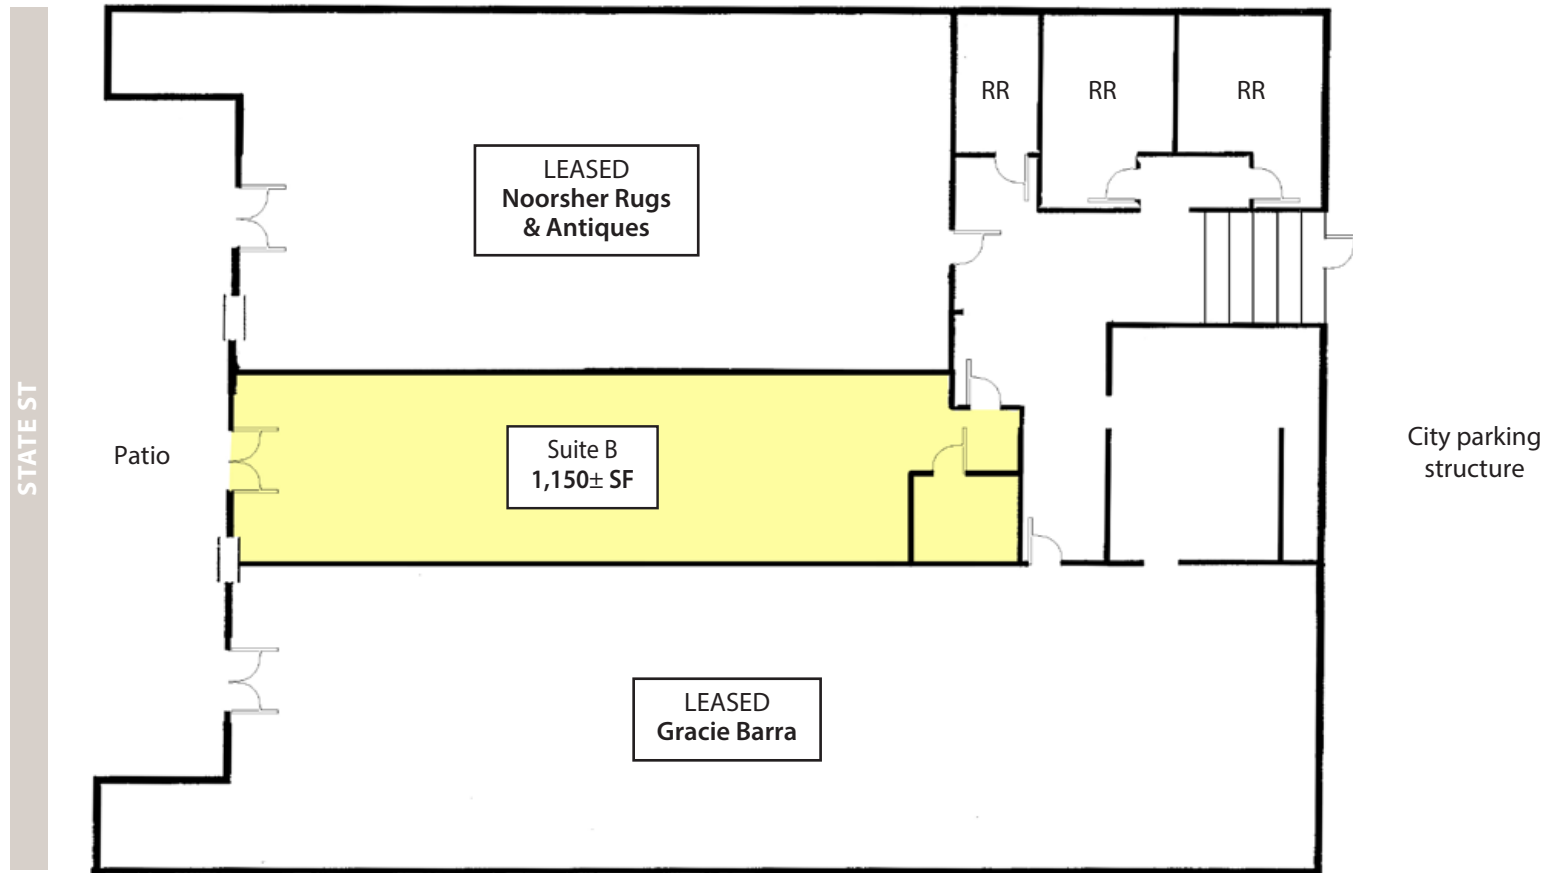 STATE ST
RR
RR
RR
LEASED
Noorsher Rugs
& Antiques
Patio
Suite B
1,150± SF
City parking
structure
LEASED
Gracie Barra